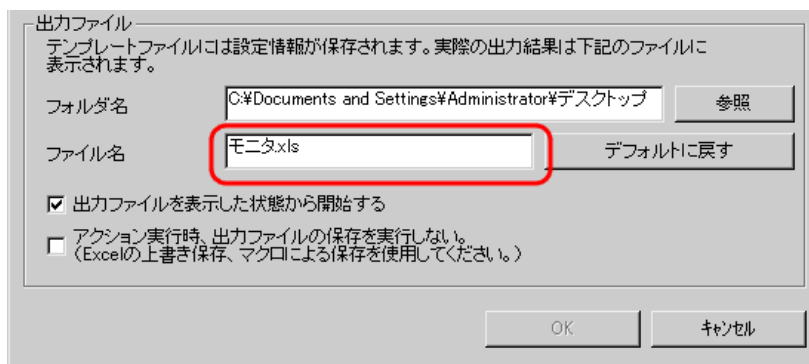 出力ファイル
テンプレートファイルには設定情報が保存されます。実際の出力結果は下記のファイルに
表示されます。
フォルダ名
C:¥Documents and Settings¥Administrator¥デスクトップ
参照
ファイル名
モニタ.xls
デフォルトに戻す
出力ファイルを表示した状態から開始する
アクション実行時、出力ファイルの保存を実行しない。
（Excelの上書き保存、マクロによる保存を使用してください。）
OK
キャンセル